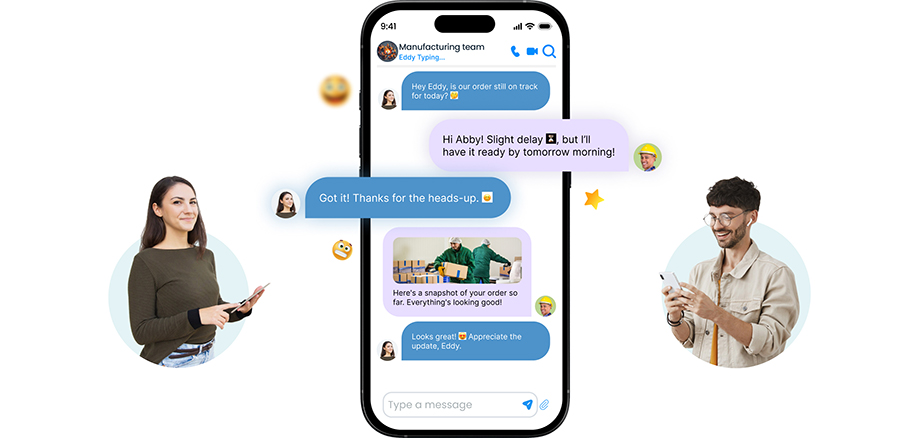 9:41
Manufacturing team
Eddy Typing...
Hey Eddy, is our order still on track
for today?
Hi Abby! Slight delay ⌛, but I'll
have it ready by tomorrow morning!
Got it! Thanks for the heads-up.
Here's a snapshot of your order so
far. Everything's looking good!
Looks great! Appreciate the
update, Eddy.
Type a message